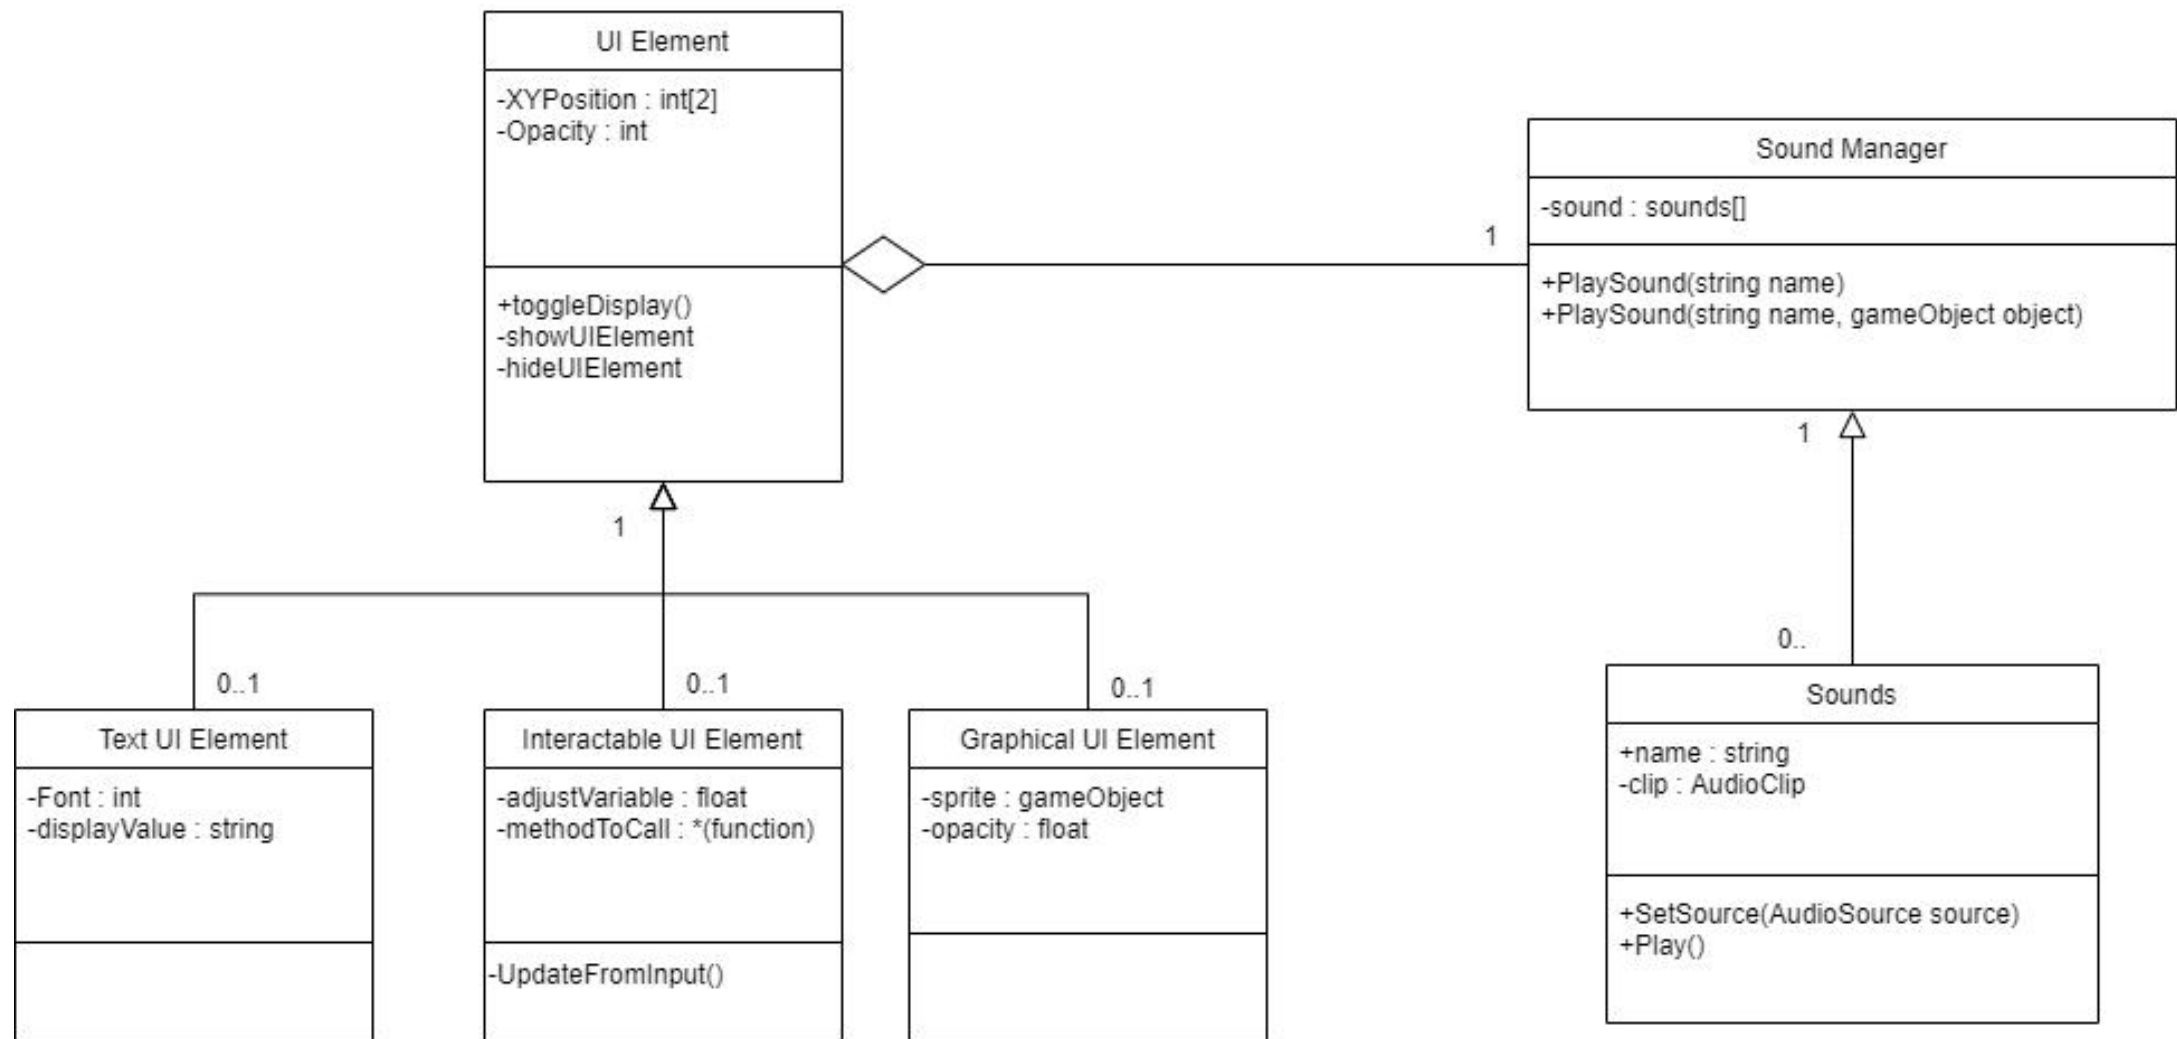 UI Element
-XYPosition : int[2]
-Opacity : int
+toggleDisplay()
-showUIElement
-hideUIElement
1
Sound Manager
-sound : sounds[]
+PlaySound(string name)
+PlaySound(string name, gameObject object)
1
1
0..1
0..1
0..1
0..
Text UI Element
-Font : int
-displayValue : string
Interactable UI Element
-adjustVariable : float
-methodToCall : *(function)
-UpdateFromInput()
Graphical UI Element
-sprite : gameObject
-opacity : float
Sounds
+name : string
-clip : AudioClip
+SetSource(AudioSource source)
+Play()